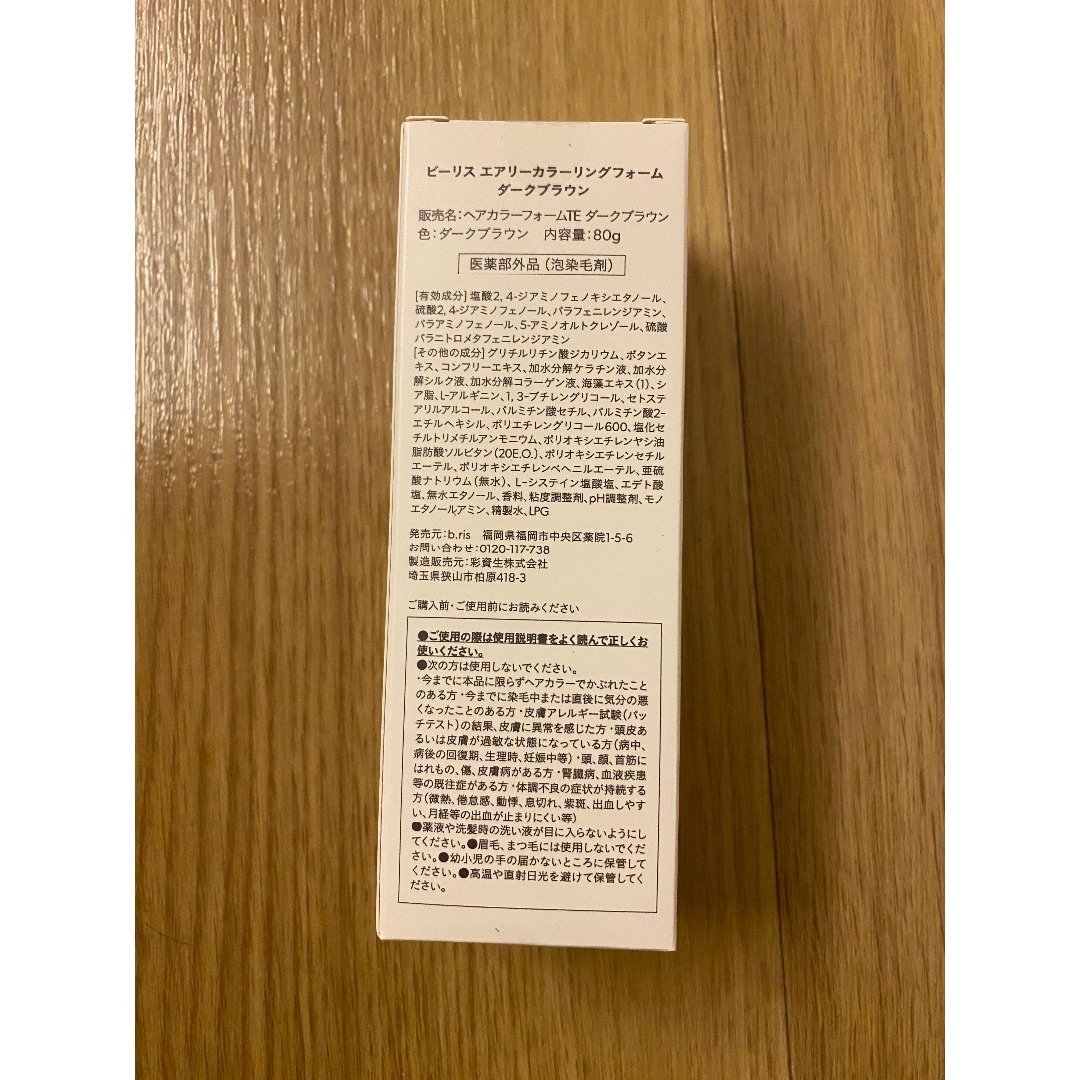 ビーリス エアリーカラーリングフォーム
ダークブラウン
販売名:ヘアカラーフォームTE ダークブラウン
色:ダークブラウン 内容量:80g
医薬部外品(泡染毛剤)
[有効成分]塩酸2,4-ジアミノフェノキシエタノール、
硫酸2,4-ジアミノフェノール、パラフェニレンジアミン、
パラアミノフェノール、5-アミノオルトクレゾール、硫酸
パラニトロメタフェニレンジアミン
[その他の成分]グリチルリチン酸ジカリウム、ボタンエ
キス、コンフリーエキス、加水分解ケラチン液、加水分
解シルク液、加水分解コラーゲン液、海藻エキス(1)、シ
ア脂、L-アルギニン、1,3-ブチレングリコール、セトステ
アリルアルコール、パルミチン酸セチル、パルミチン酸2-
エチルヘキシル、ポリエチレングリコール600、塩化セ
チルトリメチルアンモニウム、ポリオキシエチレンヤシ油
脂肪酸ソルビタン(20E.O.)、ポリオキシエチレンセチル
エーテル、ポリオキシエチレンベヘニルエーテル、亜硫
酸ナトリウム(無水)、L-システイン塩酸塩、エデト酸
塩、無水エタノール、香料、粘度調整剤、pH調整剤、モノ
エタノールアミン、精製水、LPG
発売元:b.ris 福岡県福岡市中央区薬院1-5-6
お問い合わせ:0120-117-738
製造販売元:彩資生株式会社
埼玉県狭山市柏原418-3
ご購入前・ご使用前にお読みください
●ご使用の際は使用説明書をよく読んで正しくお
使いください。
●次の方は使用しないでください。
・今までに本品に限らずヘアカラーでかぶれたこと
のある方・今までに染毛中または直後に気分の悪
くなったことのある方・皮膚アレルギー試験(パッ
チテスト)の結果、皮膚に異常を感じた方・頭皮あ
るいは皮膚が過敏な状態になっている方(病中、
病後の回復期、生理時、妊娠中等)・頭、顔、首筋に
はれもの、傷、皮膚病がある方・腎臓病、血液疾患
等の既往症がある方・体調不良の症状が持続する
方(微熱、倦怠感、動悸、息切れ、紫斑、出血しやす
い、月経等の出血が止まりにくい等)
●薬液や洗髪時の洗い液が目に入らないようにし
てください。●眉毛、まつ毛には使用しないでくだ
さい。●幼小児の手の届かないところに保管して
ください。●高温や直射日光を避けて保管してく
ださい。